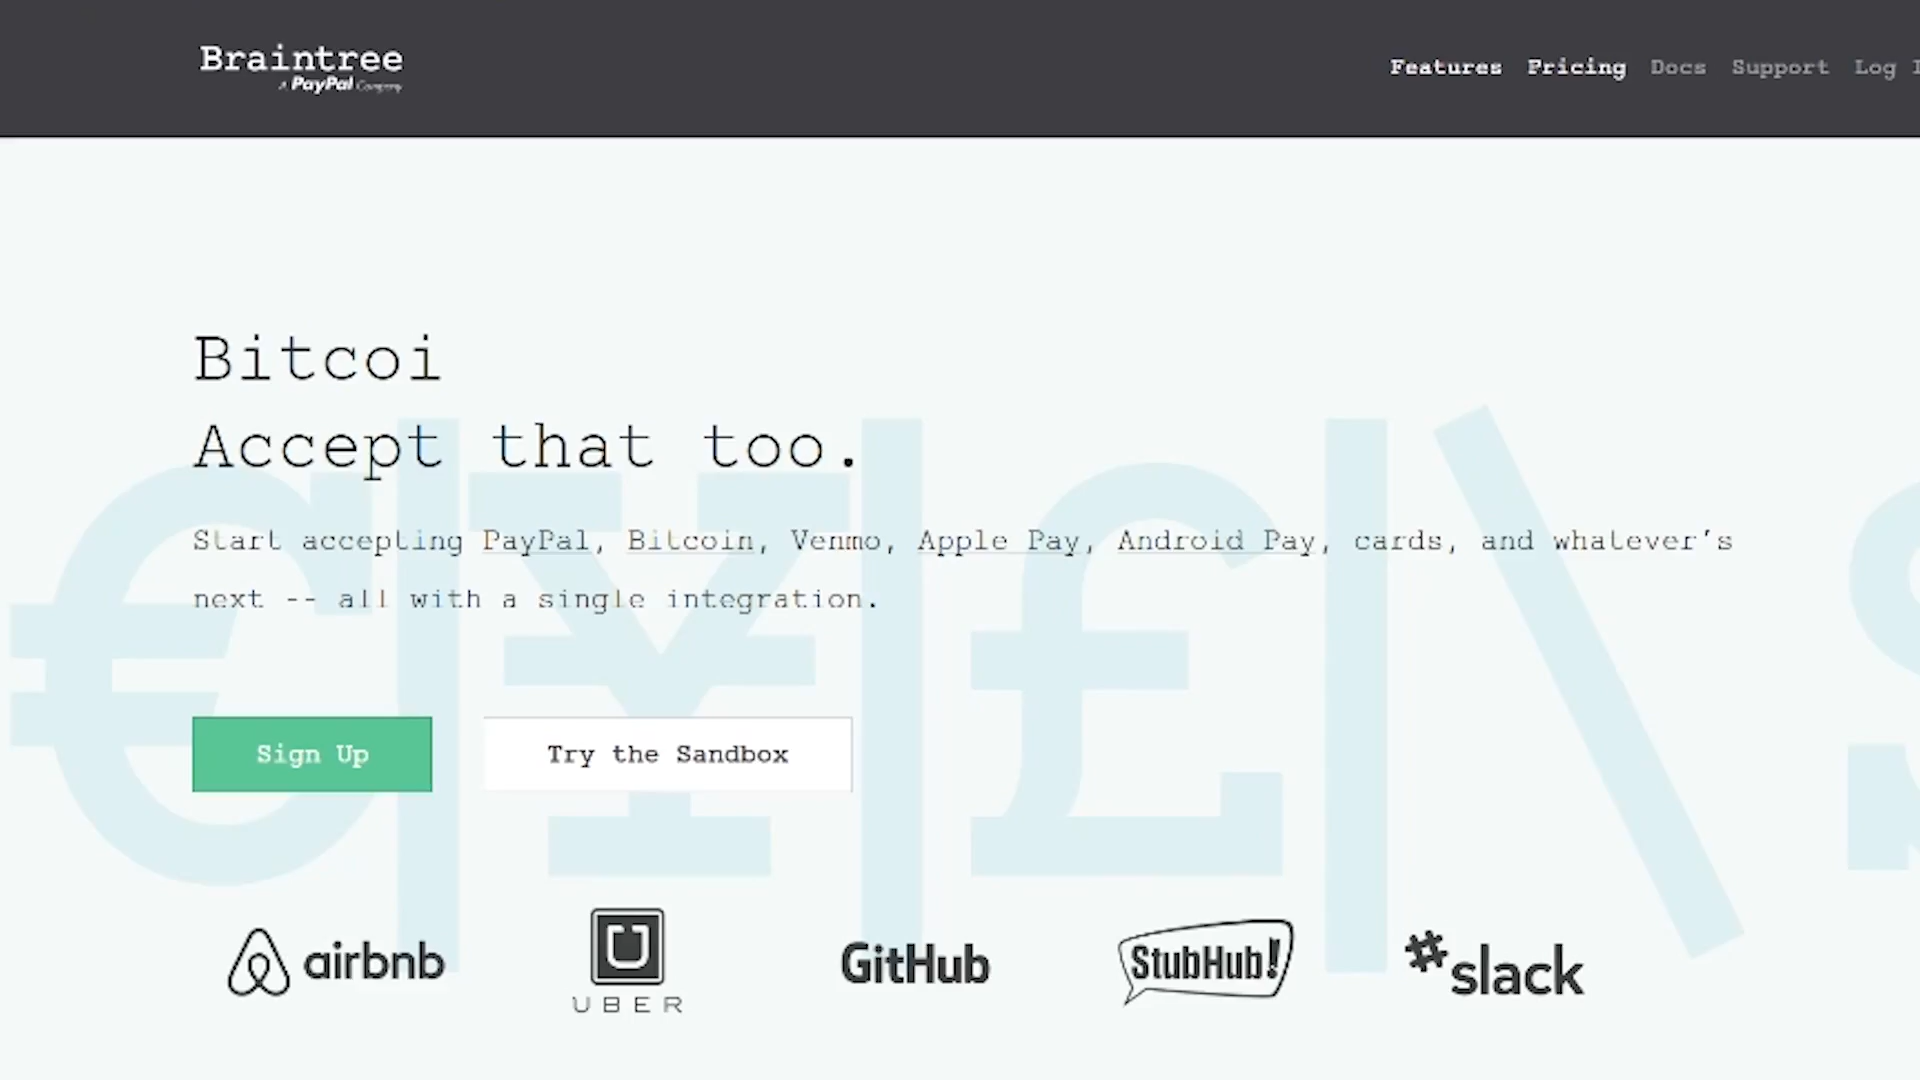 Braintree
A PayPal Company
Features Pricing Docs Support Log I
Bitcoi
Accept that too.
Start accepting PayPal, Bitcoin, Venmo, Apple Pay, Android Pay, cards, and whatever’s
next -- all with a single integration.
Sign Up
Try the Sandbox
airbnb
UBER
GitHub
StubHub!
slack